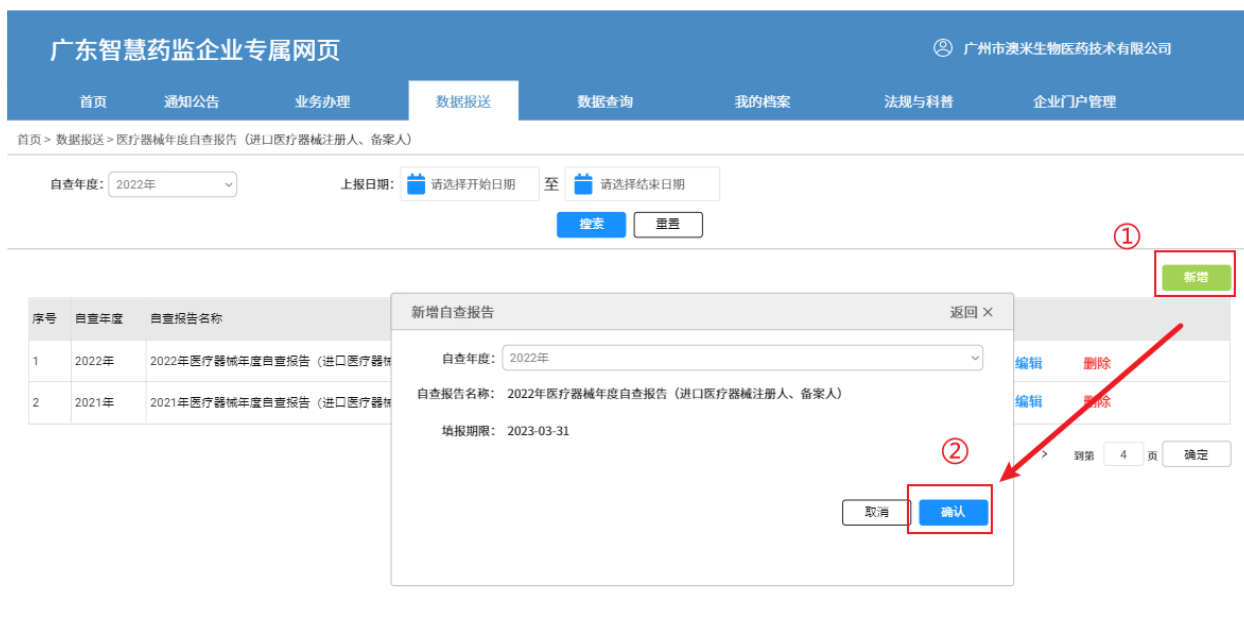 广东智慧药监企业专属网页
广州市澳米生物医药技术有限公司
首页 通知公告 业务办理 数据报送 数据查询 我的档案 法规与科普 企业门户管理
首页 > 数据报送 > 医疗器械年度自查报告（进口医疗器械注册人、备案人）
自查年度： 2022年 上报日期： 请选择开始日期 至 请选择结束日期
搜索 重置
①
新增
序号 自查年度 自查报告名称
1 2022年 2022年医疗器械年度自查报告（进口医疗器械 编辑 删除
2 2021年 2021年医疗器械年度自查报告（进口医疗器械 编辑 删除
> 到第 4 页 确定
新增自查报告 返回 ×
自查年度： 2022年
自查报告名称： 2022年医疗器械年度自查报告（进口医疗器械注册人、备案人）
填报期限： 2023-03-31
②
取消 确认